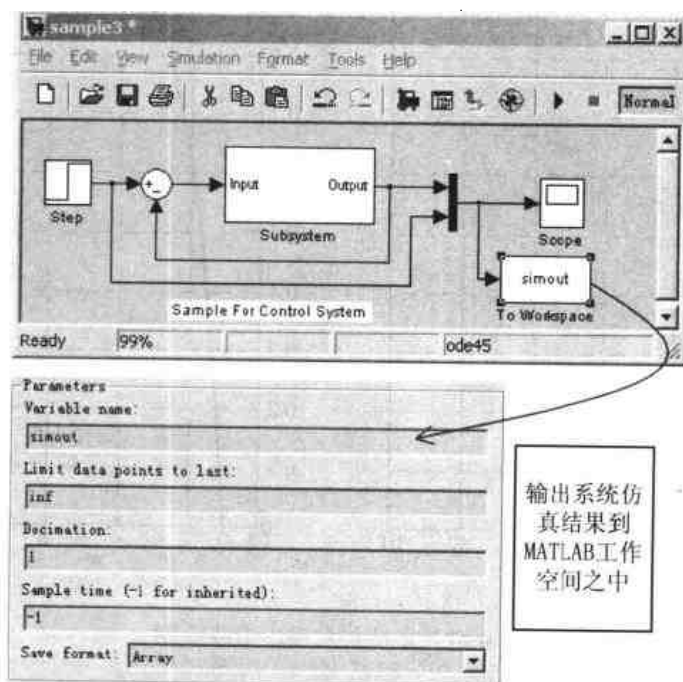 sample3 *
File Edit View Simulation Format Tools Help
Normal
+_
Input Output
Step
Subsystem
Scope
simout
To Workspace
Sample For Control System
Ready 99% ode45
Parameters
Variable name:
simout
Limit data points to last:
inf
Decimation:
1
Sample time (-1 for inherited):
-1
Save format: Array
输出系统仿
真结果到
MATLAB工作
空间之中